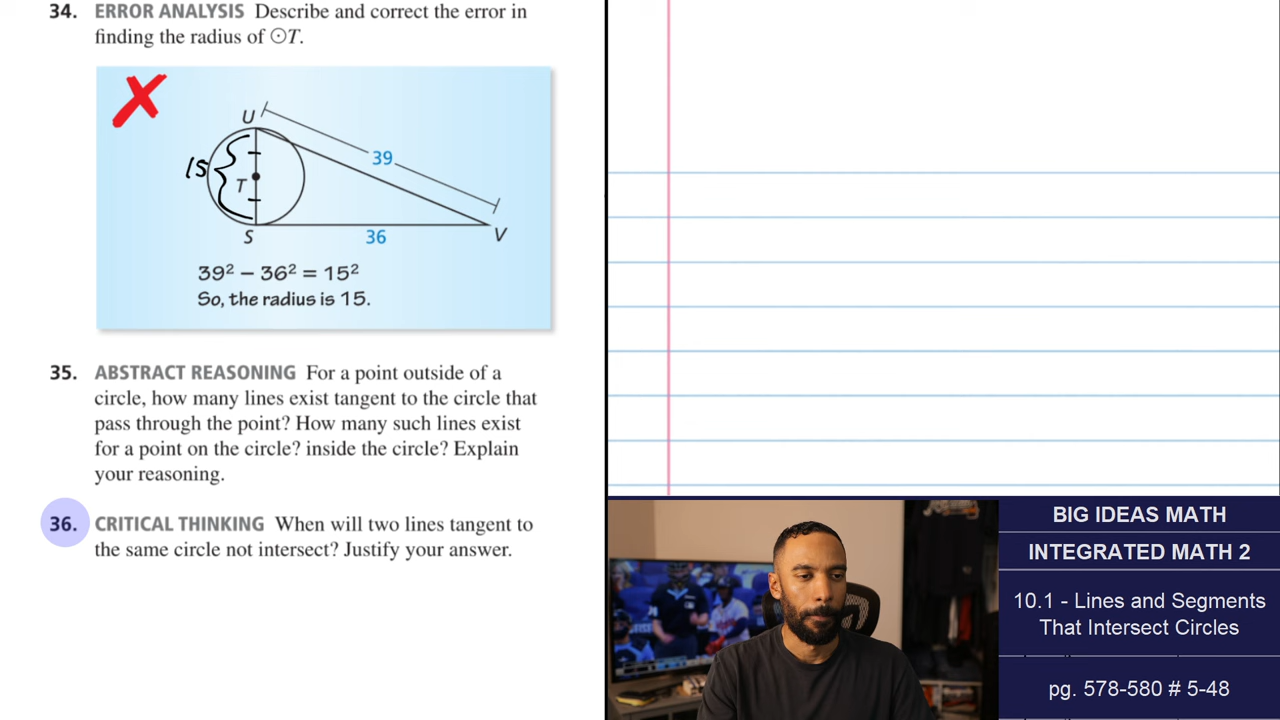 34. ERROR ANALYSIS Describe and correct the error in
finding the radius of ⊙T.
U
39
15
T
S
36
V
39² − 36² = 15²
So, the radius is 15.
35. ABSTRACT REASONING For a point outside of a
circle, how many lines exist tangent to the circle that
pass through the point? How many such lines exist
for a point on the circle? inside the circle? Explain
your reasoning.
36. CRITICAL THINKING When will two lines tangent to
the same circle not intersect? Justify your answer.
BIG IDEAS MATH
INTEGRATED MATH 2
10.1 - Lines and Segments
That Intersect Circles
pg. 578-580 # 5-48